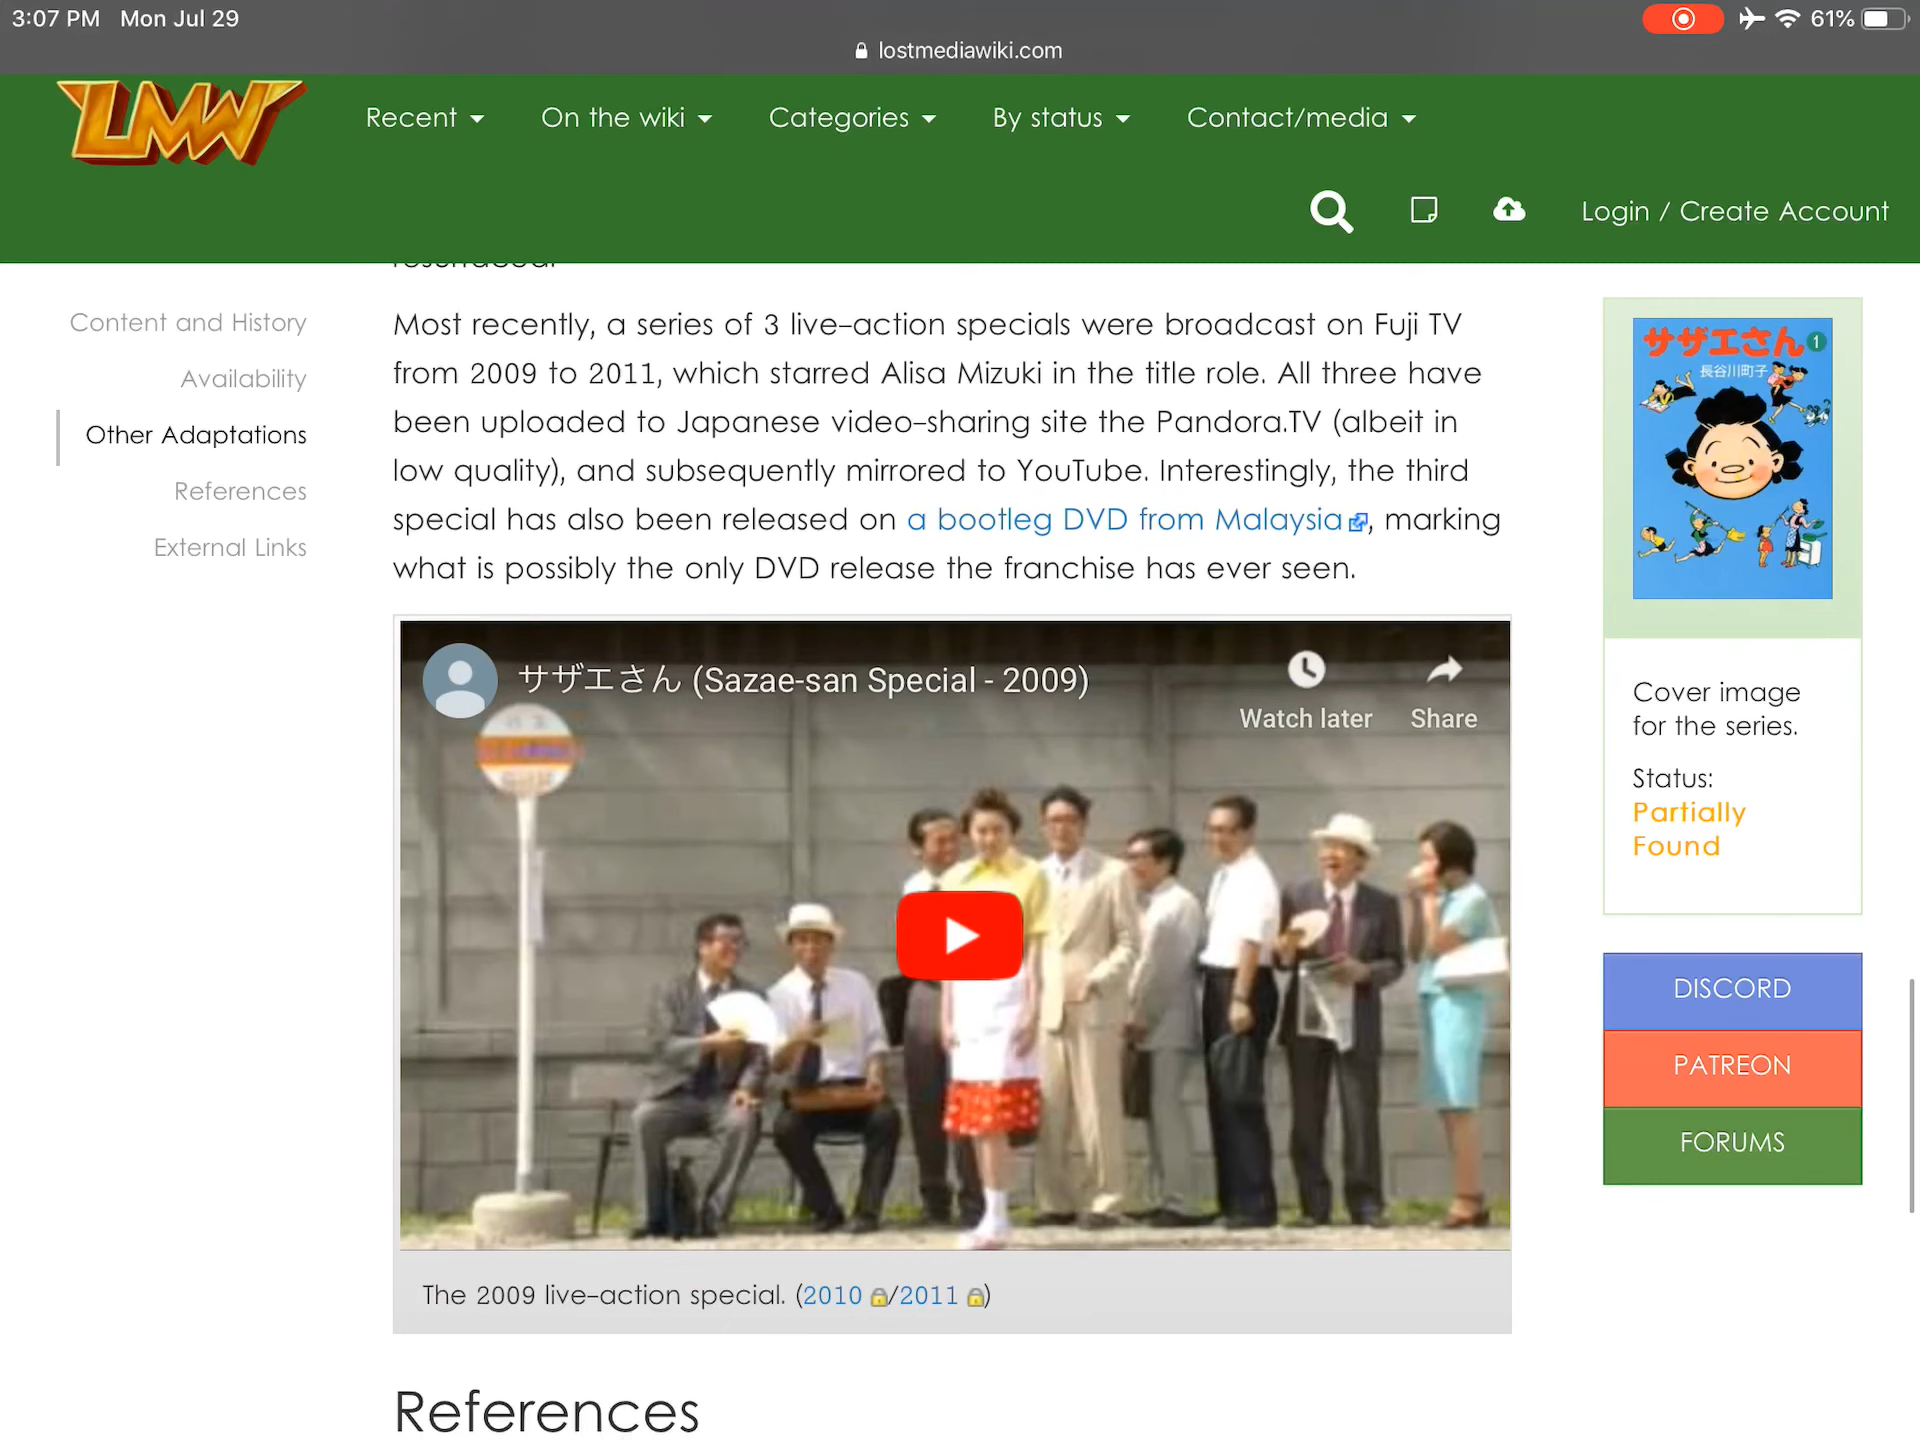 3:07 PM Mon Jul 29
61%
lostmediawiki.com
LMW
Recent
On the wiki
Categories
By status
Contact/media
Login / Create Account
Content and History
Availability
Other Adaptations
References
External Links
Most recently, a series of 3 live-action specials were broadcast on Fuji TV
from 2009 to 2011, which starred Alisa Mizuki in the title role. All three have
been uploaded to Japanese video-sharing site the Pandora.TV (albeit in
low quality), and subsequently mirrored to YouTube. Interestingly, the third
special has also been released on a bootleg DVD from Malaysia, marking
what is possibly the only DVD release the franchise has ever seen.
サザエさん (Sazae-san Special - 2009)
Watch later
Share
The 2009 live-action special. (2010/2011)
References
サザエさん 1
長谷川町子
Cover image
for the series.
Status:
Partially
Found
DISCORD
PATREON
FORUMS